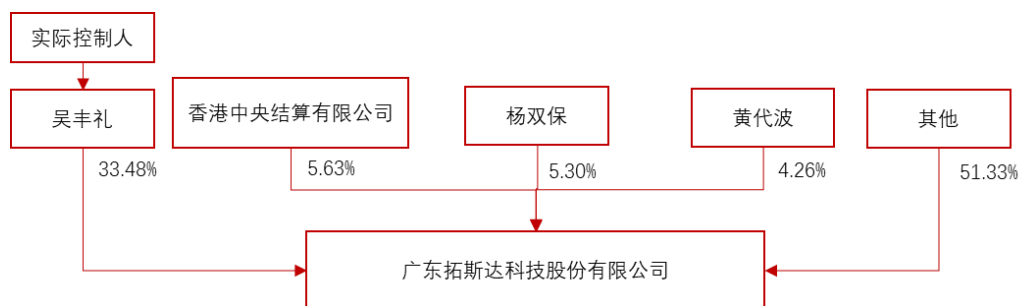 实际控制人
吴丰礼
香港中央结算有限公司
杨双保
黄代波
其他
33.48%
5.63%
5.30%
4.26%
51.33%
广东拓斯达科技股份有限公司